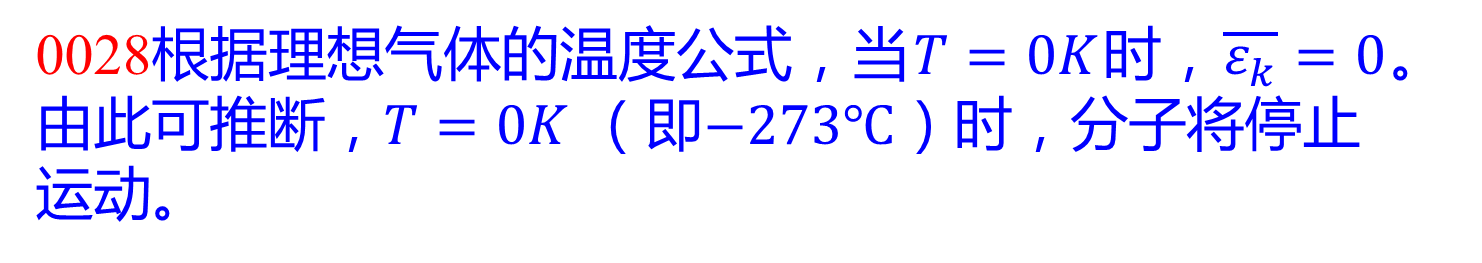 0028根据理想气体的温度公式，当T = 0K时，$\overline{\varepsilon_k}$ = 0。
由此可推断，T = 0K （即−273℃）时，分子将停止
运动。